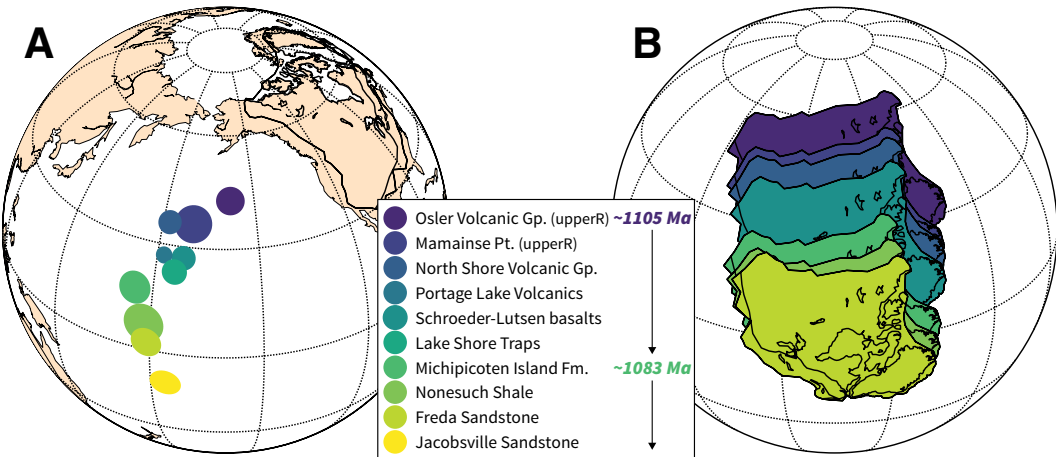 A
B
Osler Volcanic Gp. (upperR) ~1105 Ma
Mamainse Pt. (upperR)
North Shore Volcanic Gp.
Portage Lake Volcanics
Schroeder-Lutsen basalts
Lake Shore Traps
Michipicoten Island Fm. ~1083 Ma
Nonesuch Shale
Freda Sandstone
Jacobsville Sandstone